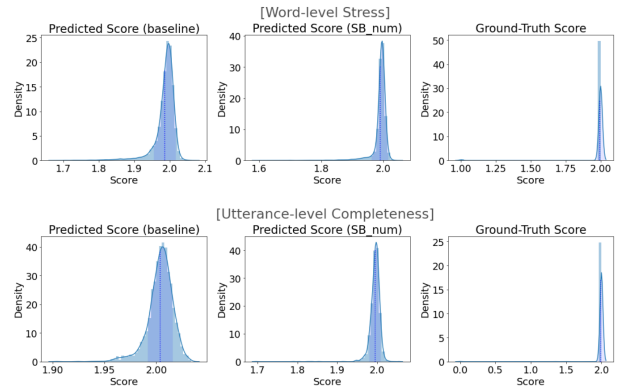 [Word-level Stress]
Predicted Score (baseline) Predicted Score (SB_num) Ground-Truth Score
25 20 15 10 5 0
Density
1.7 1.8 1.9 2.0 2.1
Score
40 30 20 10 0
Density
1.6 1.8 2.0
Score
50 40 30 20 10 0
Density
1.00 1.25 1.50 1.75 2.00
Score
[Utterance-level Completeness]
Predicted Score (baseline) Predicted Score (SB_num) Ground-Truth Score
40 30 20 10 0
Density
1.90 1.95 2.00
Score
40 30 20 10 0
Density
1.7 1.8 1.9 2.0
Score
25 20 15 10 5 0
Density
0.0 0.5 1.0 1.5 2.0
Score